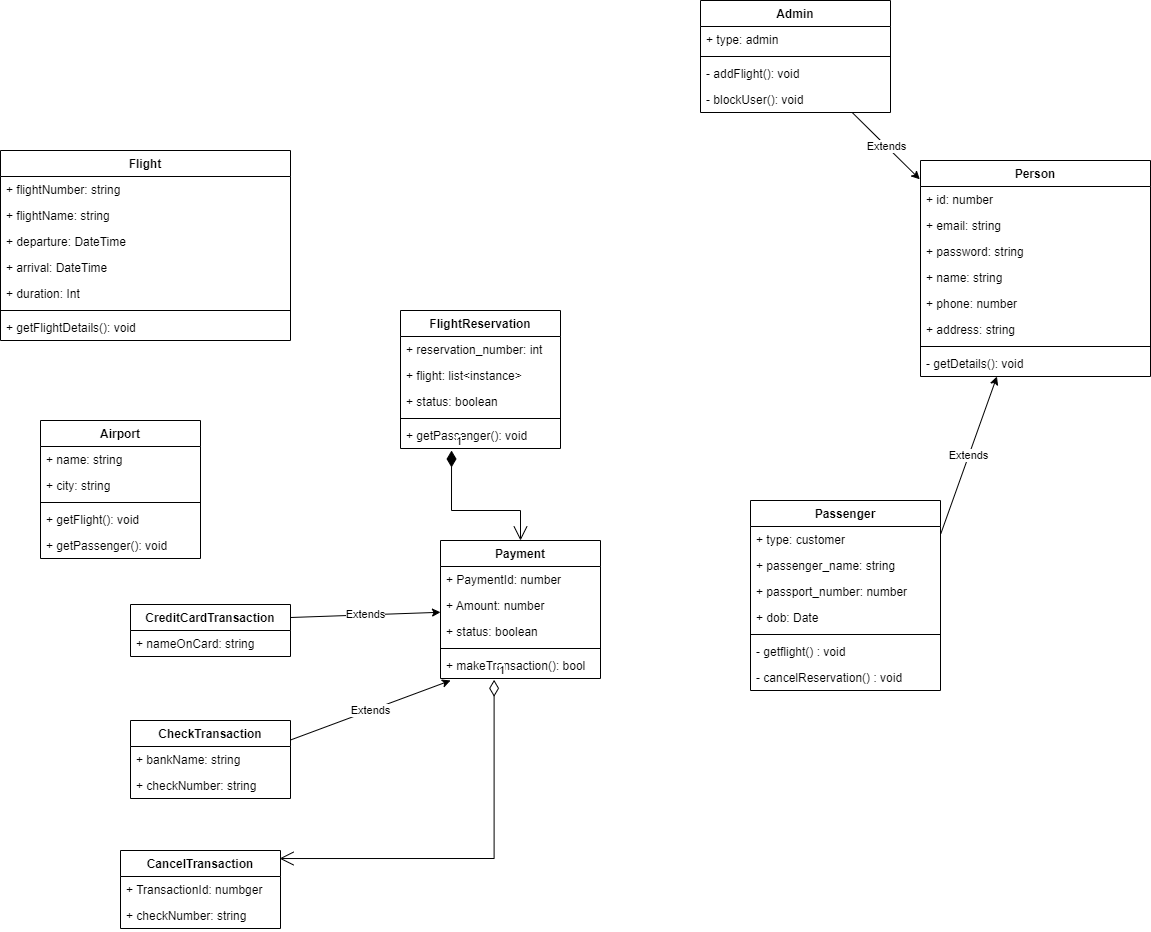 Admin
+ type: admin
- addFlight(): void
- blockUser(): void
Extends
Flight
+ flightNumber: string
+ flightName: string
+ departure: DateTime
+ arrival: DateTime
+ duration: Int
+ getFlightDetails(): void
Person
+ id: number
+ email: string
+ password: string
+ name: string
+ phone: number
+ address: string
- getDetails(): void
FlightReservation
+ reservation_number: int
+ flight: list<instance>
+ status: boolean
+ getPassenger(): void
1
Airport
+ name: string
+ city: string
+ getFlight(): void
+ getPassenger(): void
Extends
Passenger
+ type: customer
+ passenger_name: string
+ passport_number: number
+ dob: Date
- getflight() : void
- cancelReservation() : void
Payment
+ PaymentId: number
+ Amount: number
+ status: boolean
+ makeTransaction(): bool
1
CreditCardTransaction
+ nameOnCard: string
Extends
CheckTransaction
+ bankName: string
+ checkNumber: string
Extends
CancelTransaction
+ TransactionId: numbger
+ checkNumber: string